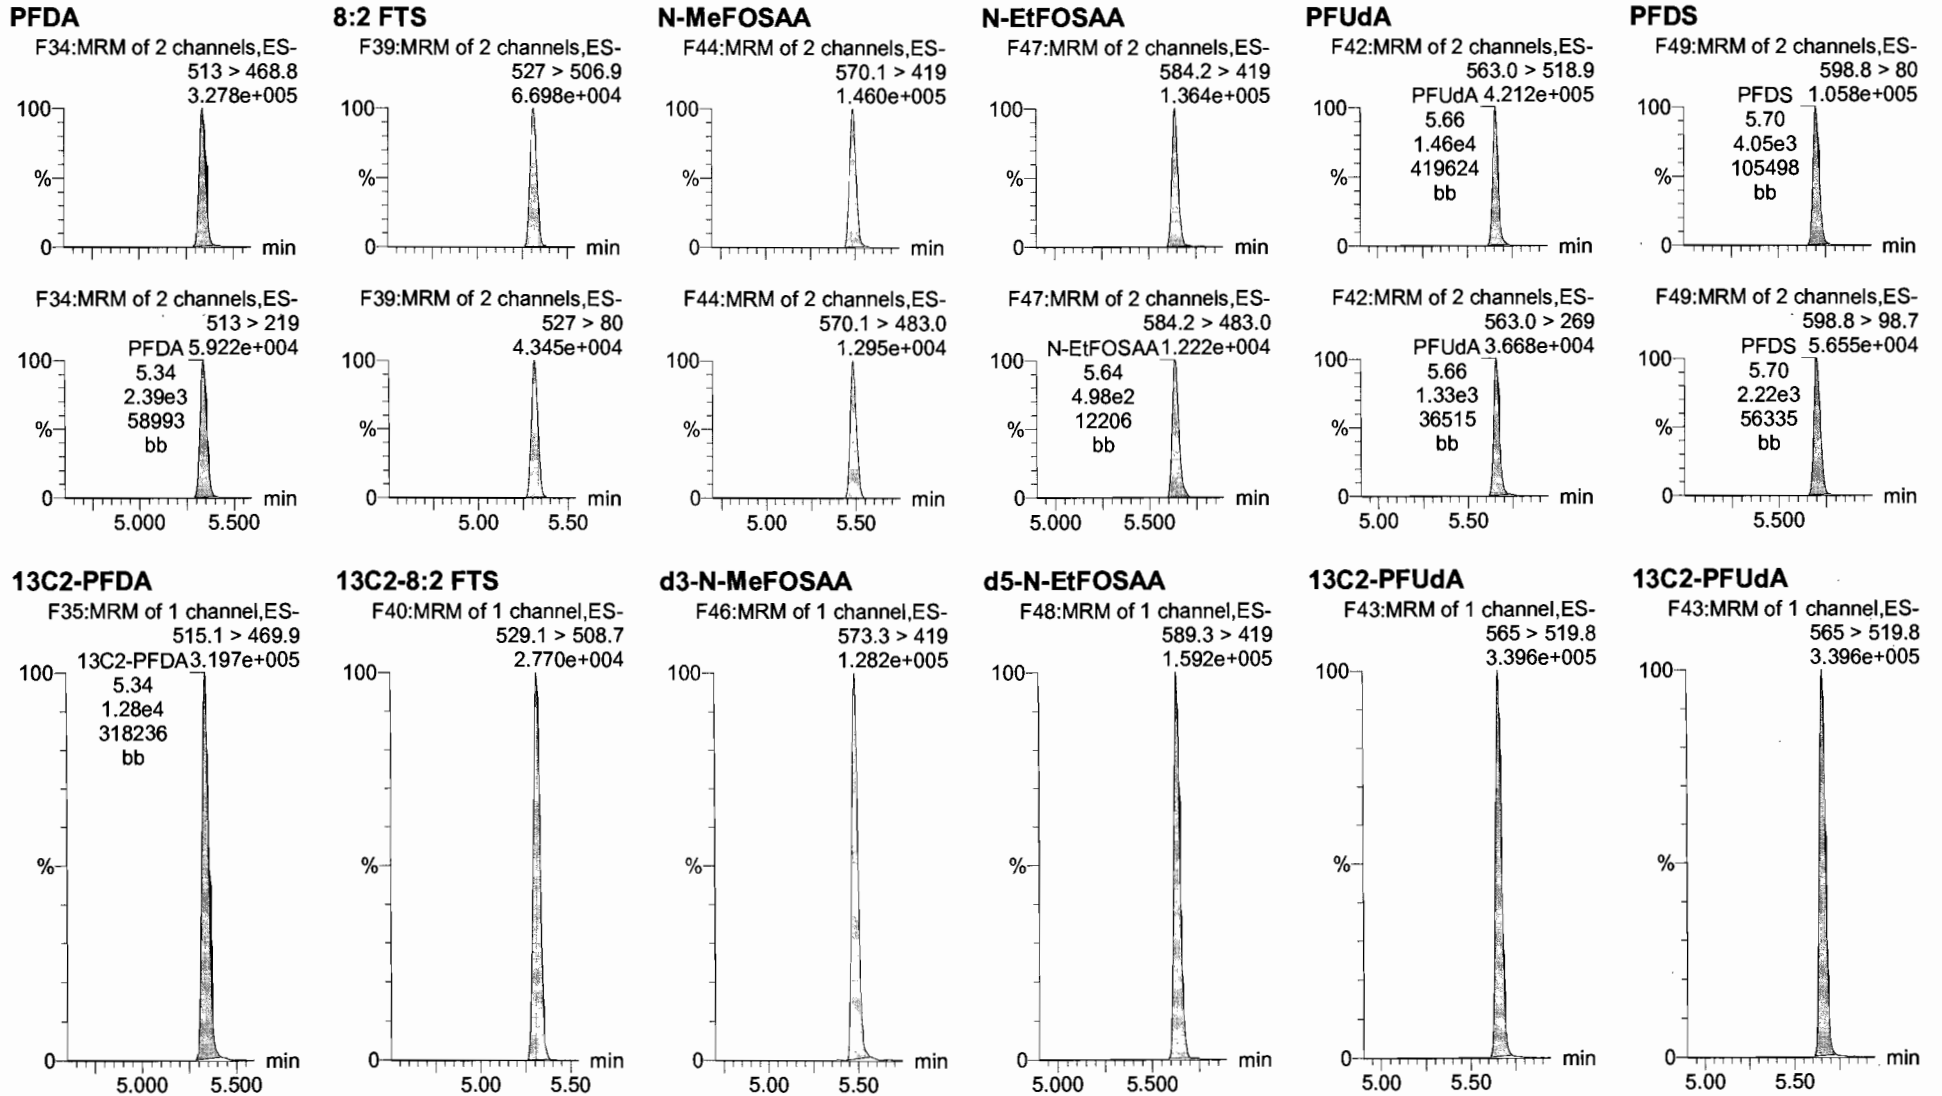 PFDA
F34:MRM of 2 channels,ES-
513 > 468.8
3.278e+005
100
%
0
min
F34:MRM of 2 channels,ES-
513 > 219
PFDA 5.922e+004
5.34
2.39e3
58993
bb
100
%
0
min
5.000 5.500
8:2 FTS
F39:MRM of 2 channels,ES-
527 > 506.9
6.698e+004
100
%
0
min
F39:MRM of 2 channels,ES-
527 > 80
4.345e+004
100
%
0
min
5.00 5.50
N-MeFOSAA
F44:MRM of 2 channels,ES-
570.1 > 419
1.460e+005
100
%
0
min
F44:MRM of 2 channels,ES-
570.1 > 483.0
1.295e+004
100
%
0
min
5.00 5.50
N-EtFOSAA
F47:MRM of 2 channels,ES-
584.2 > 419
1.364e+005
100
%
0
min
F47:MRM of 2 channels,ES-
584.2 > 483.0
N-EtFOSAA 1.222e+004
5.64
4.98e2
12206
bb
100
%
0
min
5.000 5.500
PFUdA
F42:MRM of 2 channels,ES-
563.0 > 518.9
PFUdA 4.212e+005
5.66
1.46e4
419624
bb
100
%
0
min
F42:MRM of 2 channels,ES-
563.0 > 269
PFUdA 3.668e+004
5.66
1.33e3
36515
bb
100
%
0
min
5.00 5.50
PFDS
F49:MRM of 2 channels,ES-
598.8 > 80
PFDS 1.058e+005
5.70
4.05e3
105498
bb
100
%
0
min
F49:MRM of 2 channels,ES-
598.8 > 98.7
PFDS 5.655e+004
5.70
2.22e3
56335
bb
100
%
0
min
5.500
13C2-PFDA
F35:MRM of 1 channel,ES-
515.1 > 469.9
13C2-PFDA 3.197e+005
5.34
1.28e4
318236
bb
100
%
0
min
5.000 5.500
13C2-8:2 FTS
F40:MRM of 1 channel,ES-
529.1 > 508.7
2.770e+004
100
%
0
min
5.00 5.50
d3-N-MeFOSAA
F46:MRM of 1 channel,ES-
573.3 > 419
1.282e+005
100
%
0
min
5.00 5.50
d5-N-EtFOSAA
F48:MRM of 1 channel,ES-
589.3 > 419
1.592e+005
100
%
0
min
5.000 5.500
13C2-PFUdA
F43:MRM of 1 channel,ES-
565 > 519.8
3.396e+005
100
%
0
min
5.00 5.50
13C2-PFUdA
F43:MRM of 1 channel,ES-
565 > 519.8
3.396e+005
100
%
0
min
5.00 5.50